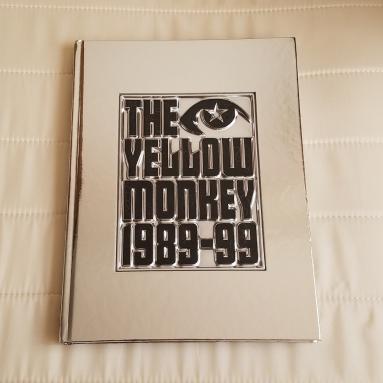 THE
YELLOW
MONKEY
1989-99